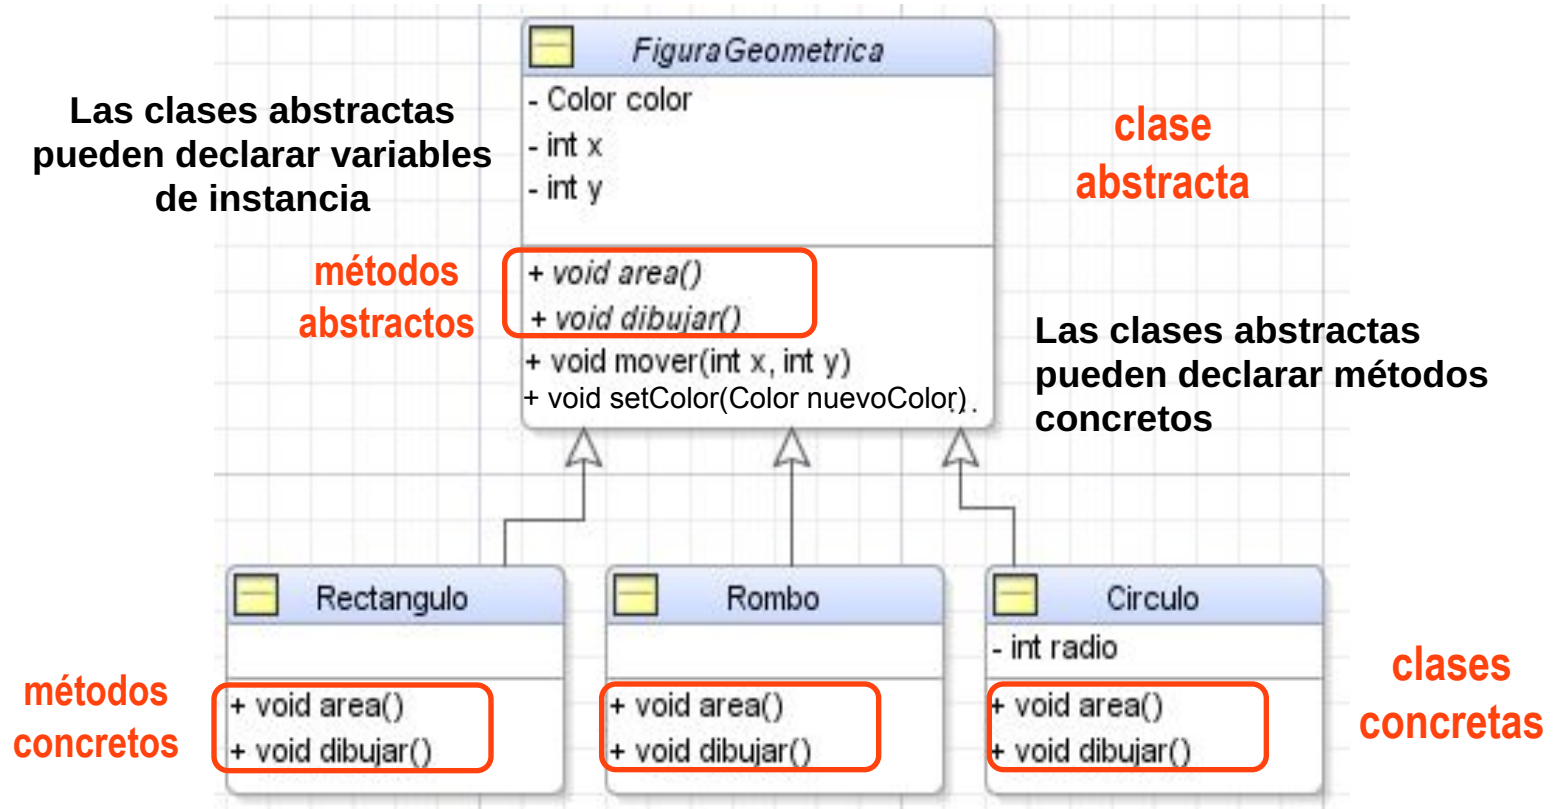 FiguraGeometrica
- Color color
- int x
- int y
+ void area()
+ void dibujar()
+ void mover(int x, int y)
+ void setColor(Color nuevoColor)...
Las clases abstractas
pueden declarar variables
de instancia
clase
abstracta
métodos
abstractos
Las clases abstractas
pueden declarar métodos
concretos
Rectangulo
+ void area()
+ void dibujar()
Rombo
+ void area()
+ void dibujar()
Circulo
- int radio
+ void area()
+ void dibujar()
métodos
concretos
clases
concretas